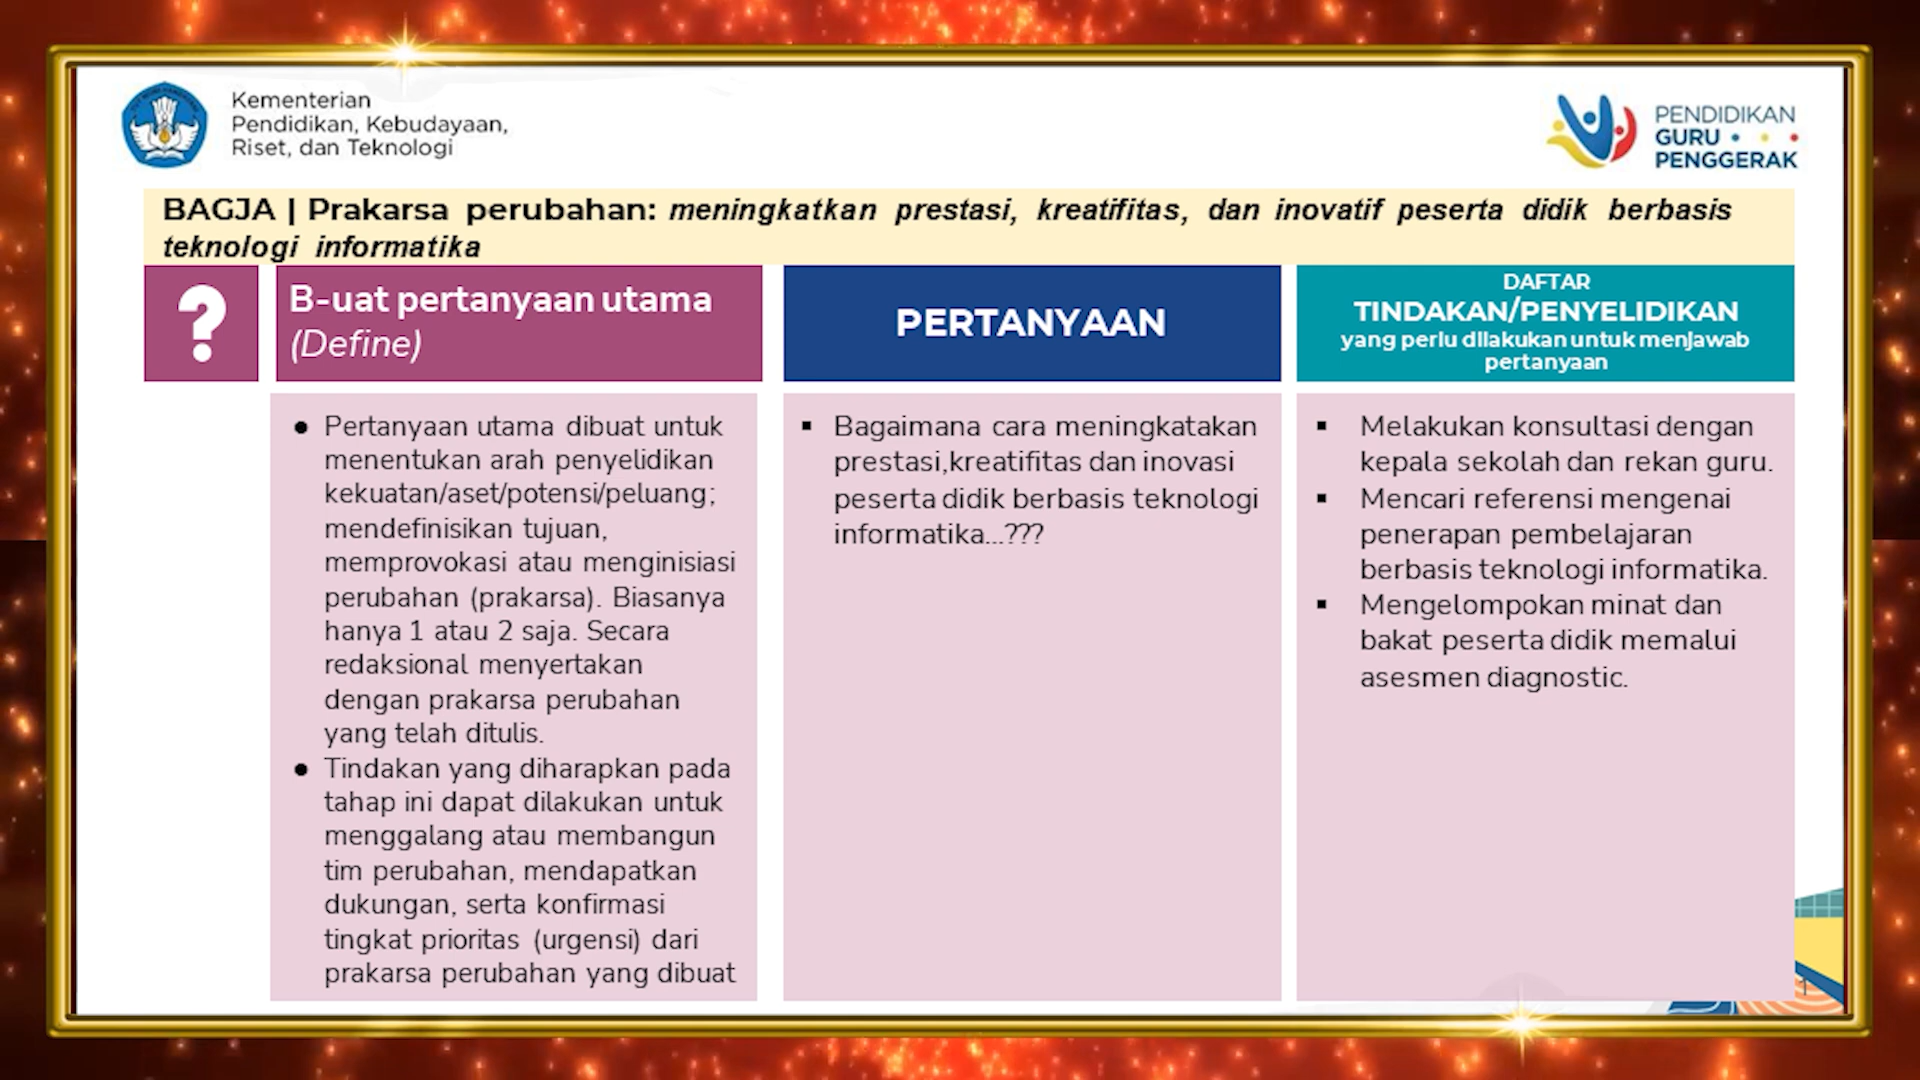 Kementerian
Pendidikan, Kebudayaan,
Riset, dan Teknologi
PENDIDIKAN
GURU
PENGGERAK
BAGJA | Prakarsa perubahan: meningkatkan prestasi, kreatifitas, dan inovatif peserta didik berbasis
teknologi informatika
?
B-uat pertanyaan utama
(Define)
PERTANYAAN
DAFTAR
TINDAKAN/PENYELIDIKAN
yang perlu dilakukan untuk menjawab
pertanyaan
● Pertanyaan utama dibuat untuk
menentukan arah penyelidikan
kekuatan/aset/potensi/peluang;
mendefinisikan tujuan,
memprovokasi atau menginisiasi
perubahan (prakarsa). Biasanya
hanya 1 atau 2 saja. Secara
redaksional menyertakan
dengan prakarsa perubahan
yang telah ditulis.
● Tindakan yang diharapkan pada
tahap ini dapat dilakukan untuk
menggalang atau membangun
tim perubahan, mendapatkan
dukungan, serta konfirmasi
tingkat prioritas (urgensi) dari
prakarsa perubahan yang dibuat
▪ Bagaimana cara meningkatakan
prestasi,kreatifitas dan inovasi
peserta didik berbasis teknologi
informatika...???
▪ Melakukan konsultasi dengan
kepala sekolah dan rekan guru.
▪ Mencari referensi mengenai
penerapan pembelajaran
berbasis teknologi informatika.
▪ Mengelompokan minat dan
bakat peserta didik memalui
asesmen diagnostic.